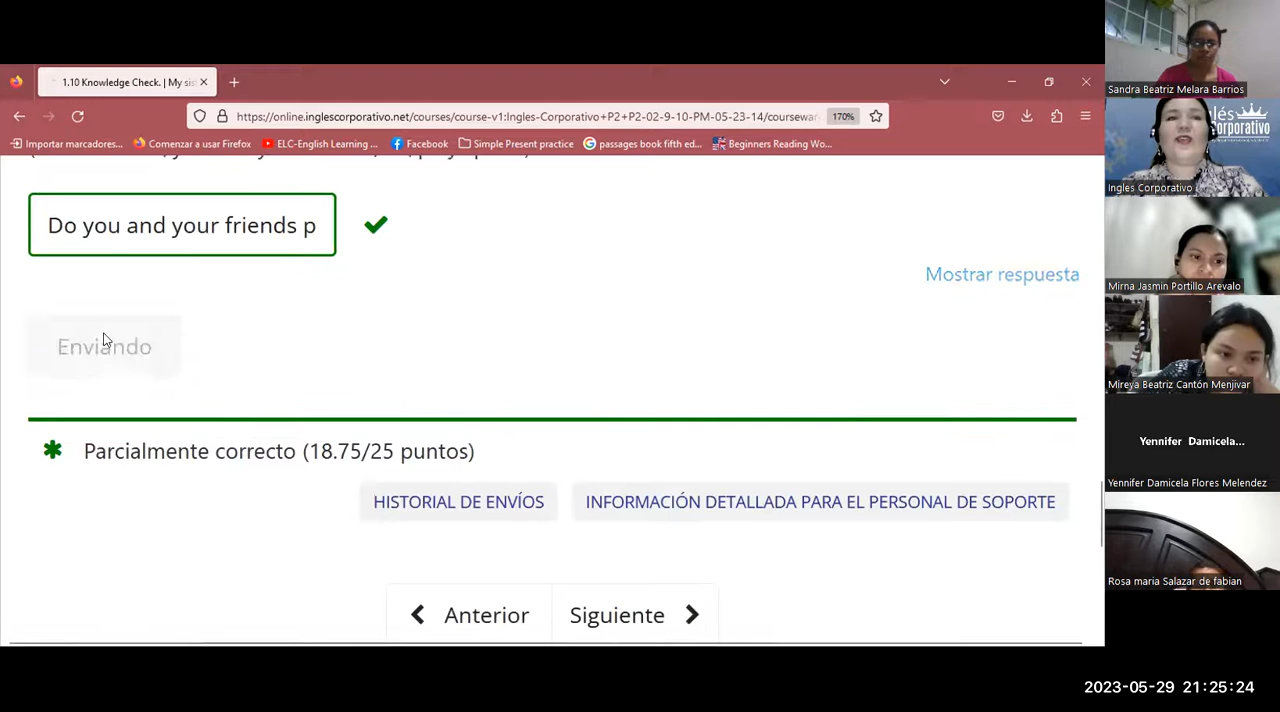 1.10 Knowledge Check. | My sis
https://online.inglescorporativo.net/courses/course-v1:Ingles-Corporativo+P2+P2-02-9-10-PM-05-23-14/coursewar
170%
Importar marcadores...
Comenzar a usar Firefox
ELC-English Learning ...
Facebook
Simple Present practice
passages book fifth ed...
Beginners Reading Wo...
Do you and your friends p
Mostrar respuesta
Enviando
Parcialmente correcto (18.75/25 puntos)
HISTORIAL DE ENVÍOS
INFORMACIÓN DETALLADA PARA EL PERSONAL DE SOPORTE
Anterior
Siguiente
Sandra Beatriz Melara Barrios
lés
orporativo
Ingles Corporativo
Mirna Jasmin Portillo Arevalo
Mireya Beatriz Cantón Menjivar
Yennifer Damicela...
Yennifer Damicela Flores Melendez
Rosa maria Salazar de fabian
2023-05-29 21:25:24